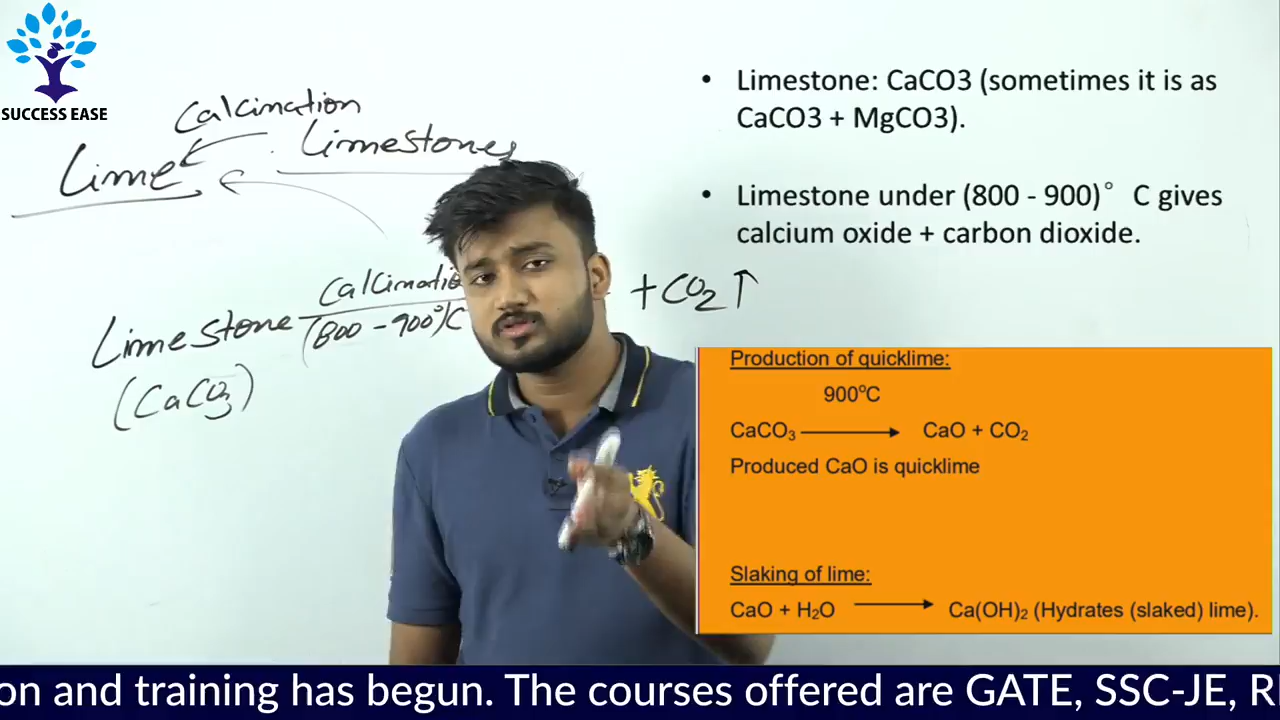 SUCCESS EASE
Calcimation
Lime
Limestones
Limestone
Calcimatio
(800 - 900°)C
+ CO2 ↑
(CaCO3)
• Limestone: CaCO3 (sometimes it is as
CaCO3 + MgCO3).
• Limestone under (800 - 900)° C gives
calcium oxide + carbon dioxide.
Production of quicklime:
900°C
CaCO₃ → CaO + CO₂
Produced CaO is quicklime
Slaking of lime:
CaO + H₂O → Ca(OH)₂ (Hydrates (slaked) lime).
on and training has begun. The courses offered are GATE, SSC-JE, R